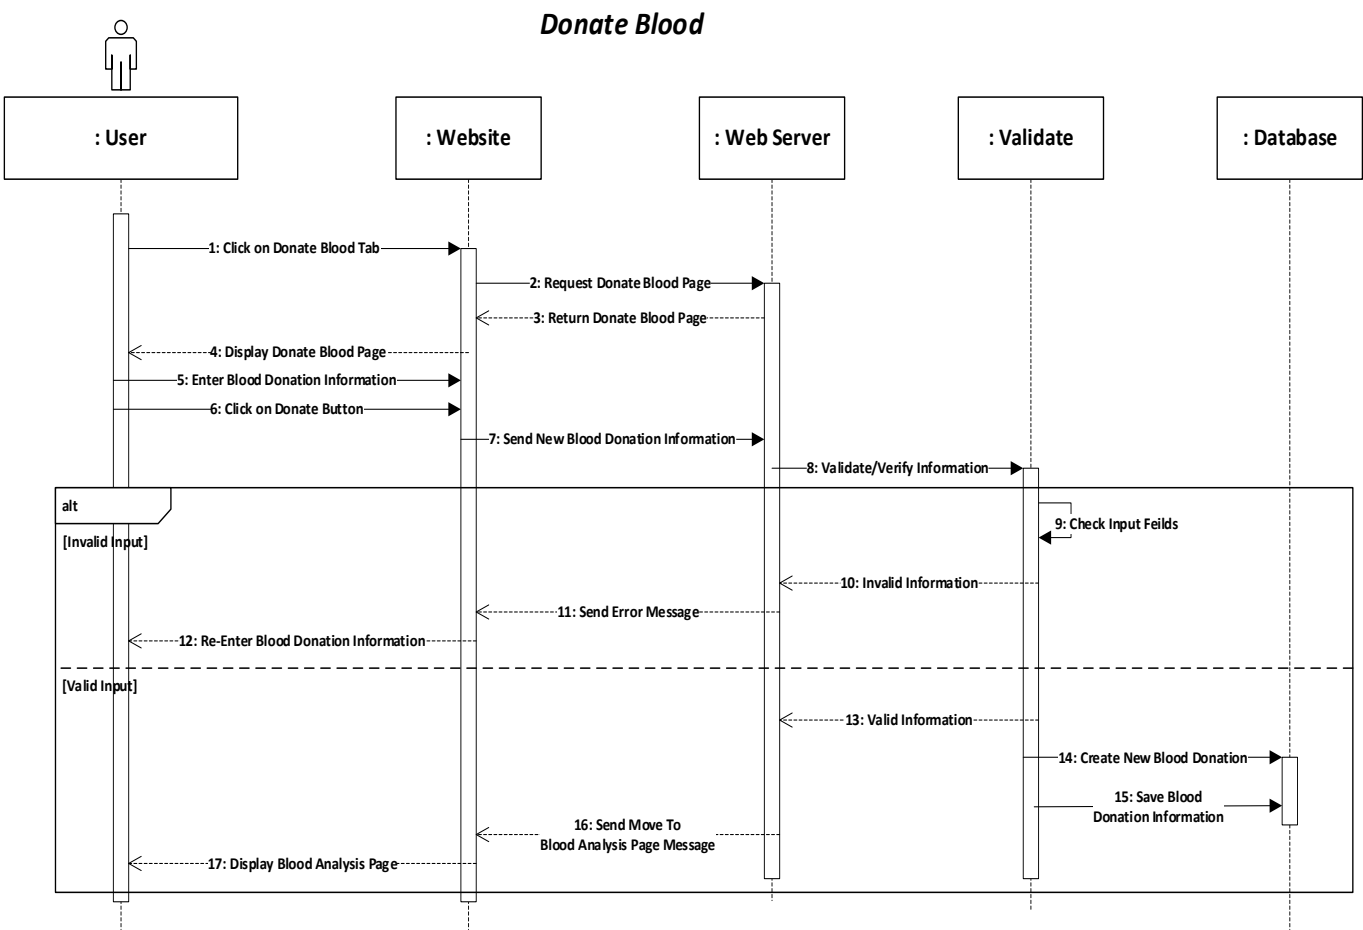 Donate Blood
: User
: Website
: Web Server
: Validate
: Database
1: Click on Donate Blood Tab
2: Request Donate Blood Page
3: Return Donate Blood Page
4: Display Donate Blood Page
5: Enter Blood Donation Information
6: Click on Donate Button
7: Send New Blood Donation Information
8: Validate/Verify Information
alt
9: Check Input Feilds
[Invalid Input]
10: Invalid Information
11: Send Error Message
12: Re-Enter Blood Donation Information
[Valid Input]
13: Valid Information
14: Create New Blood Donation
15: Save Blood
Donation Information
16: Send Move To
Blood Analysis Page Message
17: Display Blood Analysis Page